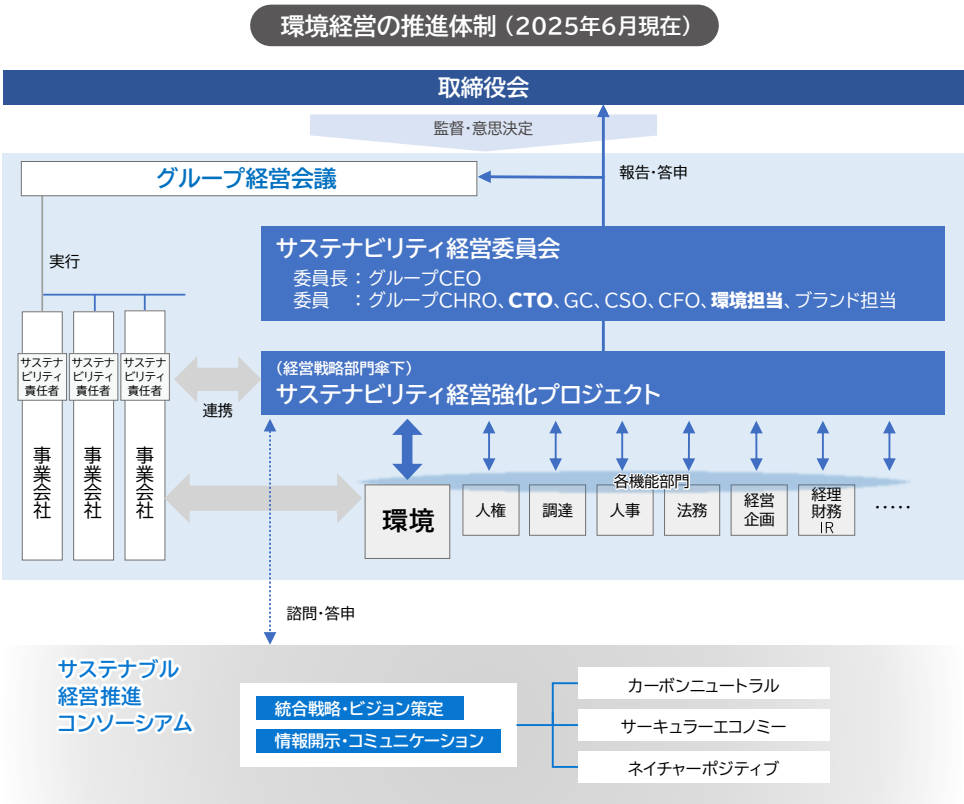 環境経営の推進体制（2025年6月現在）
取締役会
監督・意思決定
グループ経営会議
報告・答申
実行
サステナビリティ経営委員会
委員長：グループCEO
委員　：グループCHRO、CTO、GC、CSO、CFO、環境担当、ブランド担当
サステナ
ビリティ
責任者
サステナ
ビリティ
責任者
サステナ
ビリティ
責任者
連携
（経営戦略部門傘下）
サステナビリティ経営強化プロジェクト
事業会社
事業会社
事業会社
各機能部門
環境
人権
調達
人事
法務
経営
企画
経理
財務
IR
･････
諮問・答申
サステナブル
経営推進
コンソーシアム
統合戦略・ビジョン策定
情報開示・コミュニケーション
カーボンニュートラル
サーキュラーエコノミー
ネイチャーポジティブ